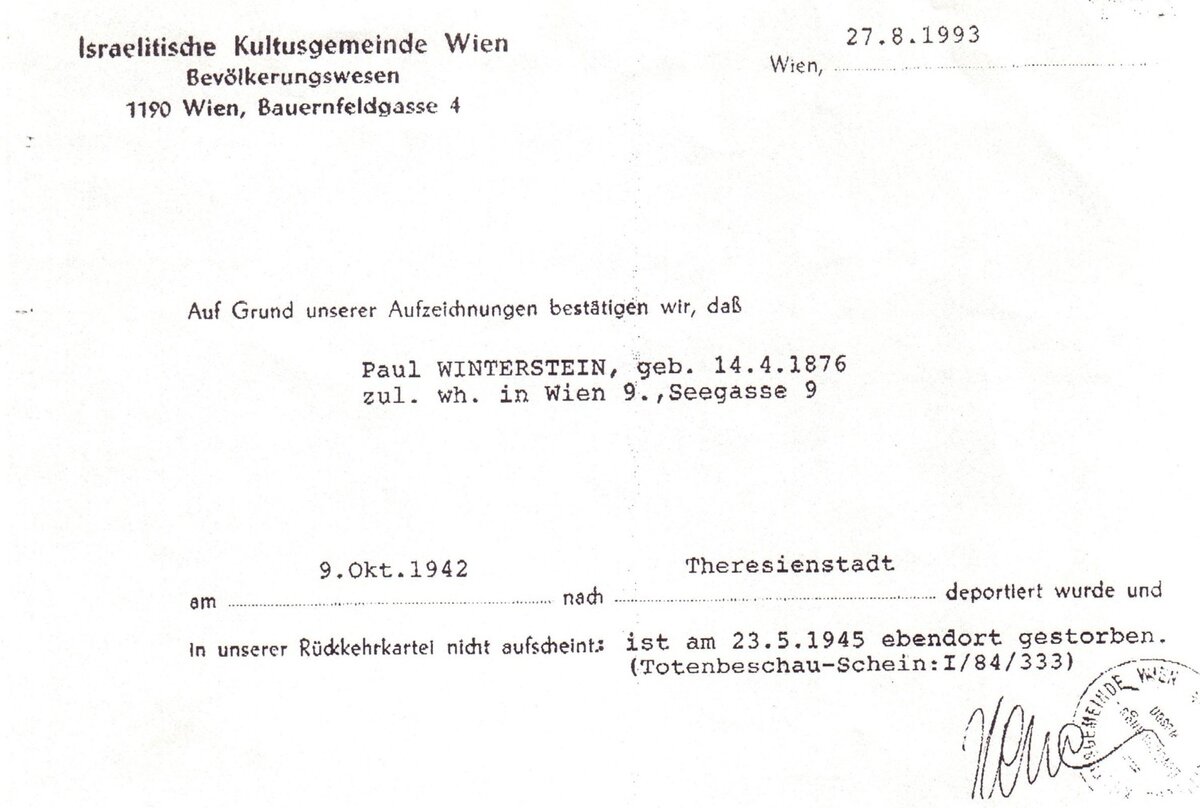 Israelitische Kultusgemeinde Wien
Bevölkerungswesen
1190 Wien, Bauernfeldgasse 4
27.8.1993
Wien,
Auf Grund unserer Aufzeichnungen bestätigen wir, daß
Paul WINTERSTEIN, geb. 14.4.1876
zul. wh. in Wien 9.,Seegasse 9
9.Okt.1942 Theresienstadt
am nach deportiert wurde und
in unserer Rückkehrkartei nicht aufscheint: ist am 23.5.1945 ebendort gestorben.
(Totenbeschau-Schein:I/84/333)
GEMEINDE WIEN